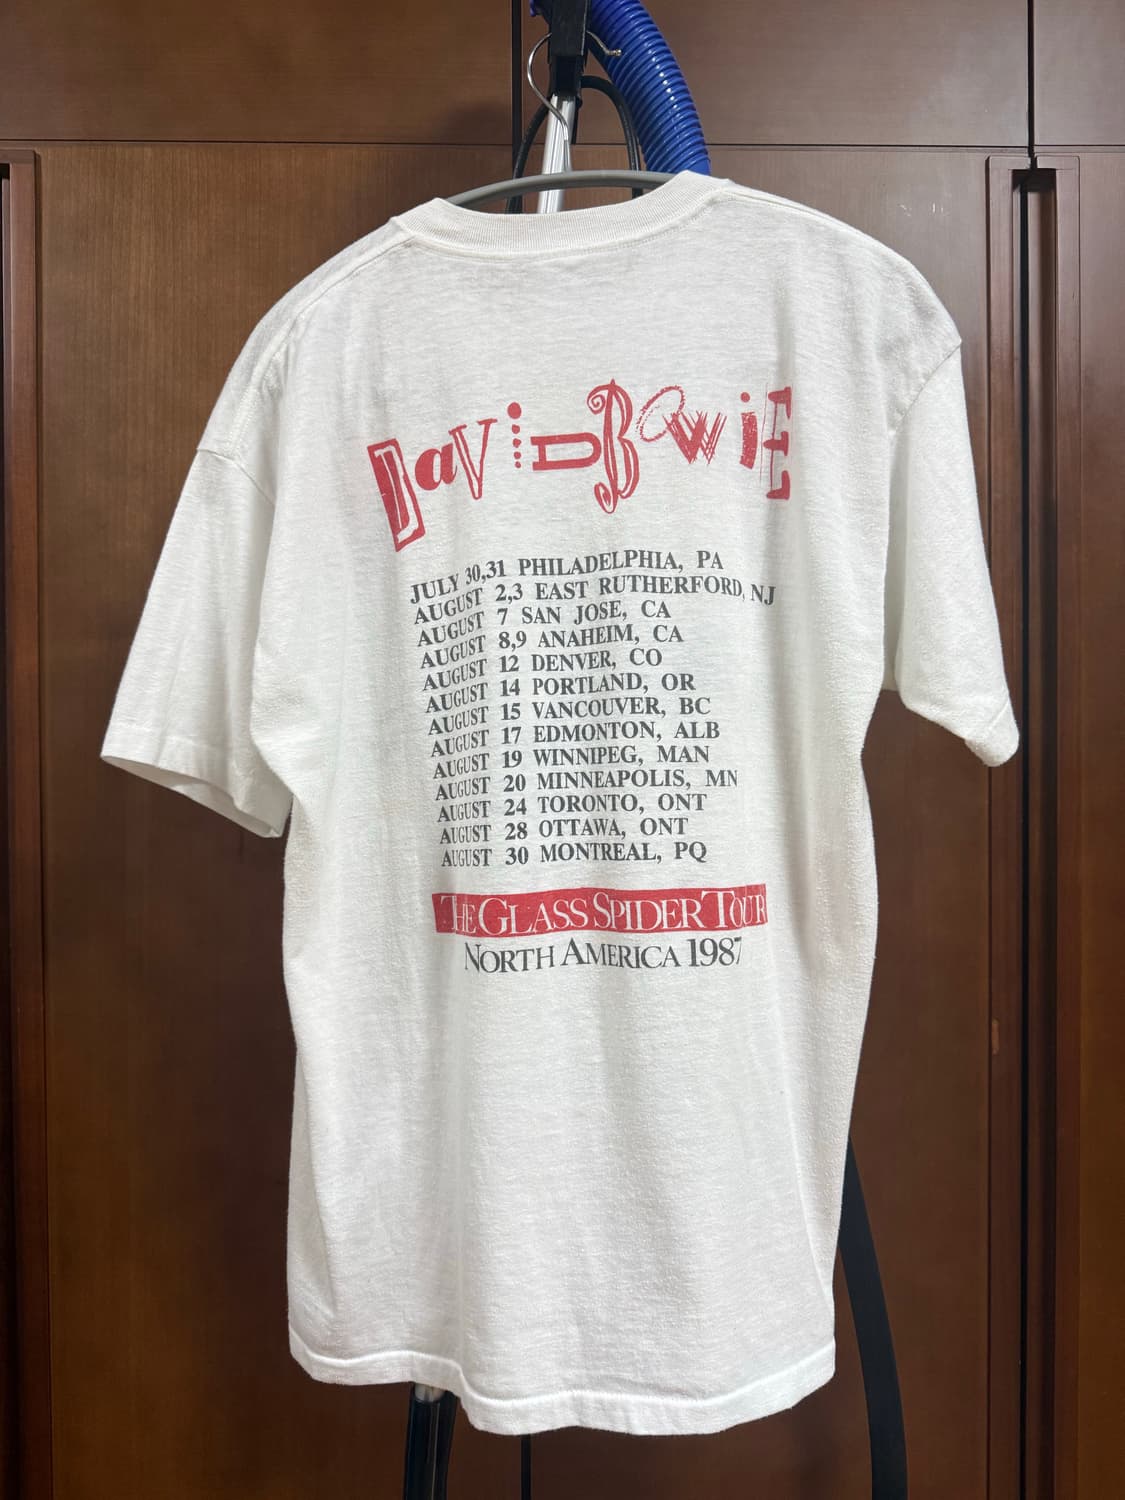 DaViDBowiE
JULY 30,31 PHILADELPHIA, PA
AUGUST 2,3 EAST RUTHERFORD, NJ
AUGUST 7 SAN JOSE, CA
AUGUST 8,9 ANAHEIM, CA
AUGUST 12 DENVER, CO
AUGUST 14 PORTLAND, OR
AUGUST 15 VANCOUVER, BC
AUGUST 17 EDMONTON, ALB
AUGUST 19 WINNIPEG, MAN
AUGUST 20 MINNEAPOLIS, MN
AUGUST 24 TORONTO, ONT
AUGUST 28 OTTAWA, ONT
AUGUST 30 MONTREAL, PQ
THE GLASS SPIDER TOUR
NORTH AMERICA 1987